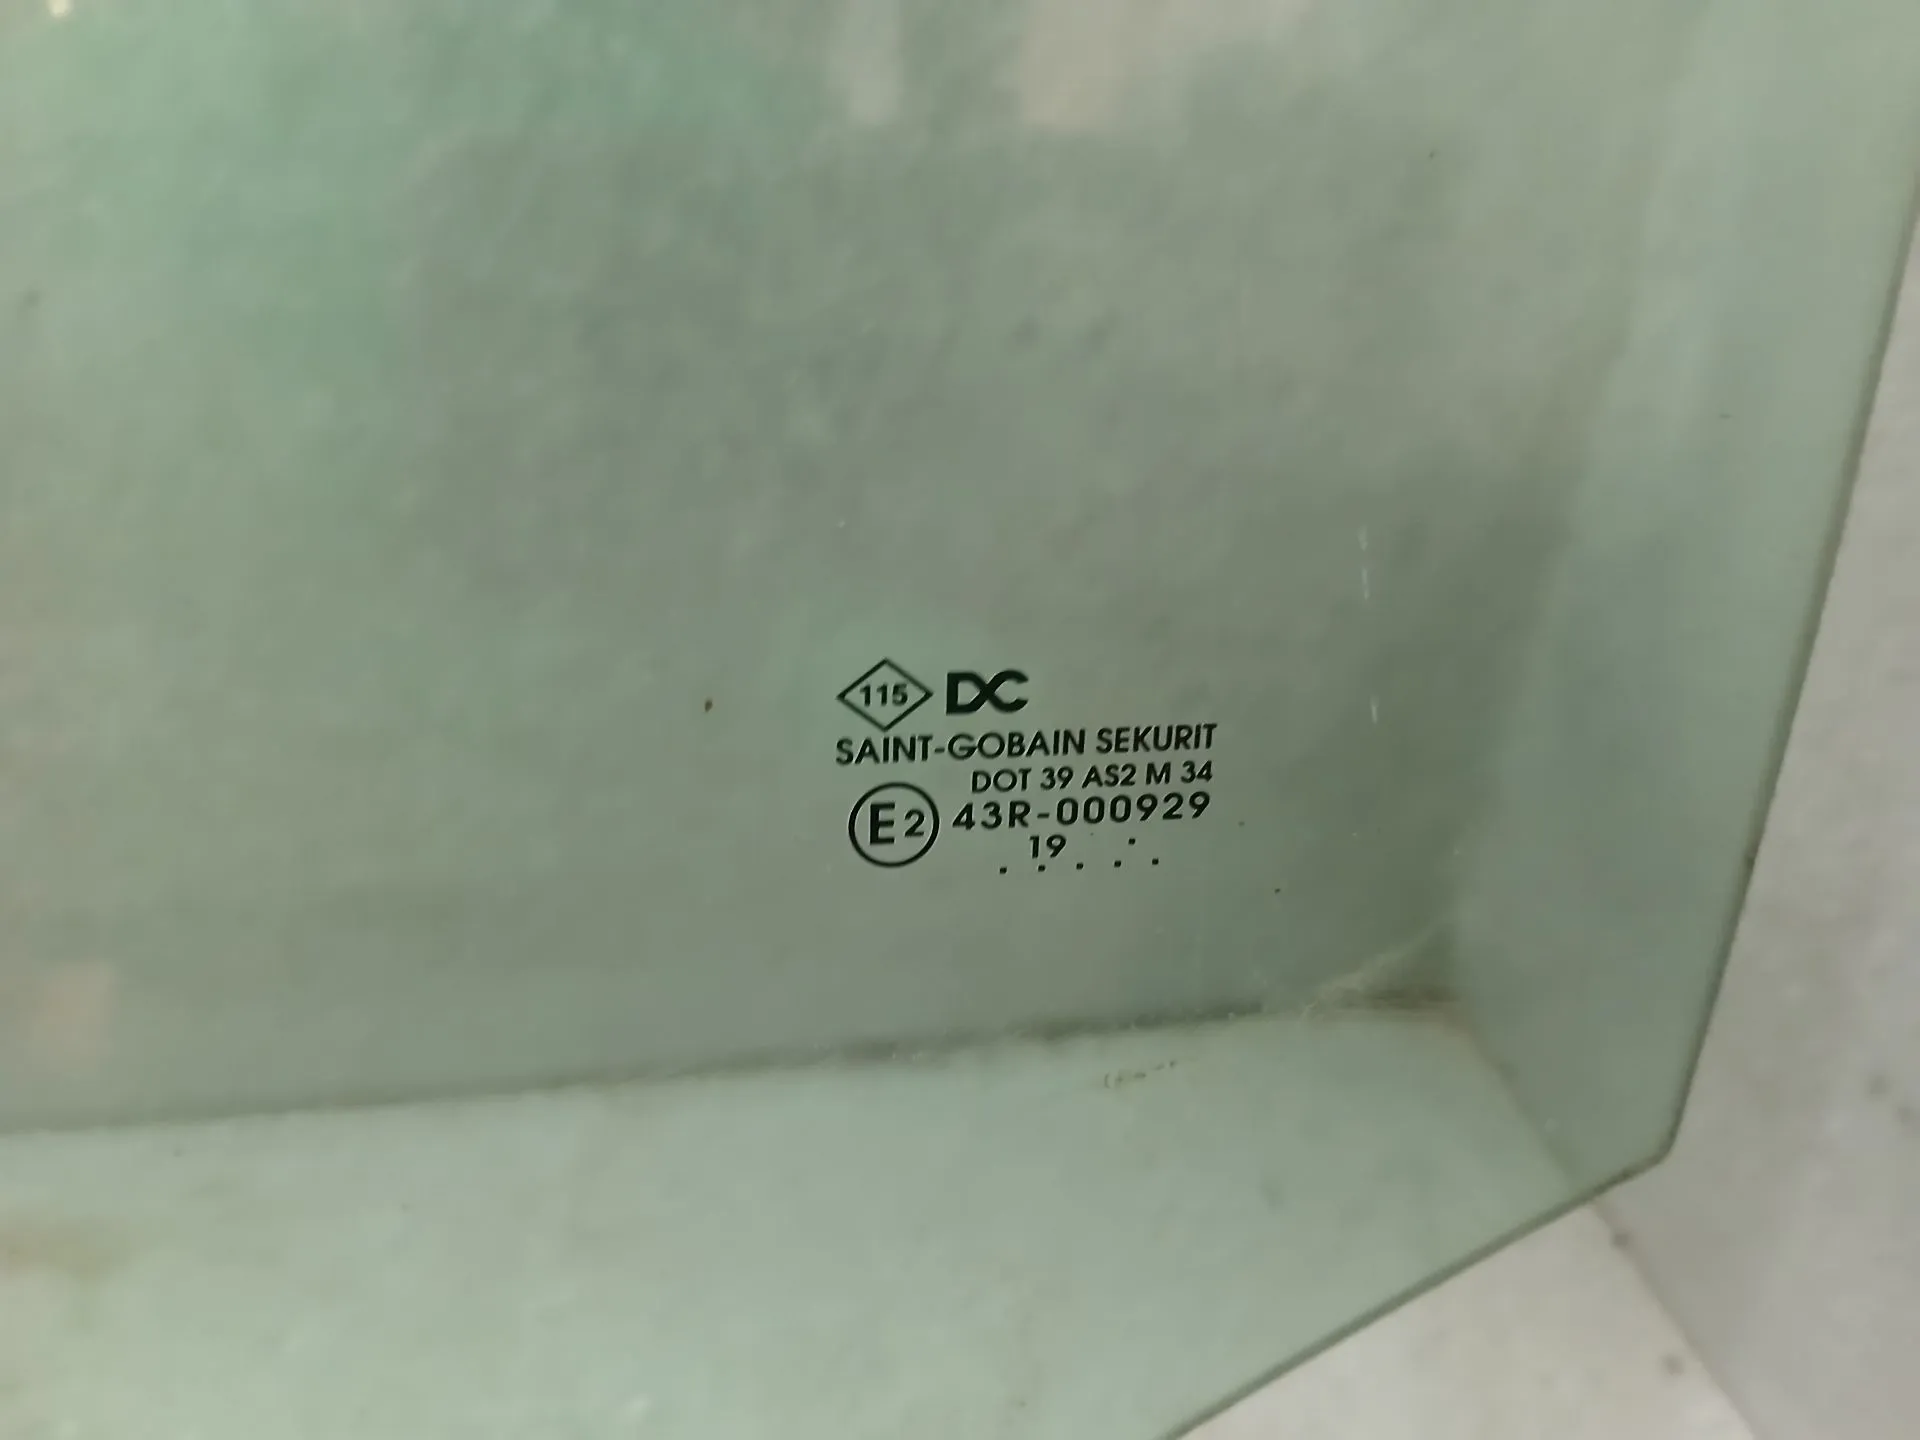 115 DC
SAINT-GOBAIN SEKURIT
DOT 39 AS2 M 34
E2 43R-000929
19
. . . . .